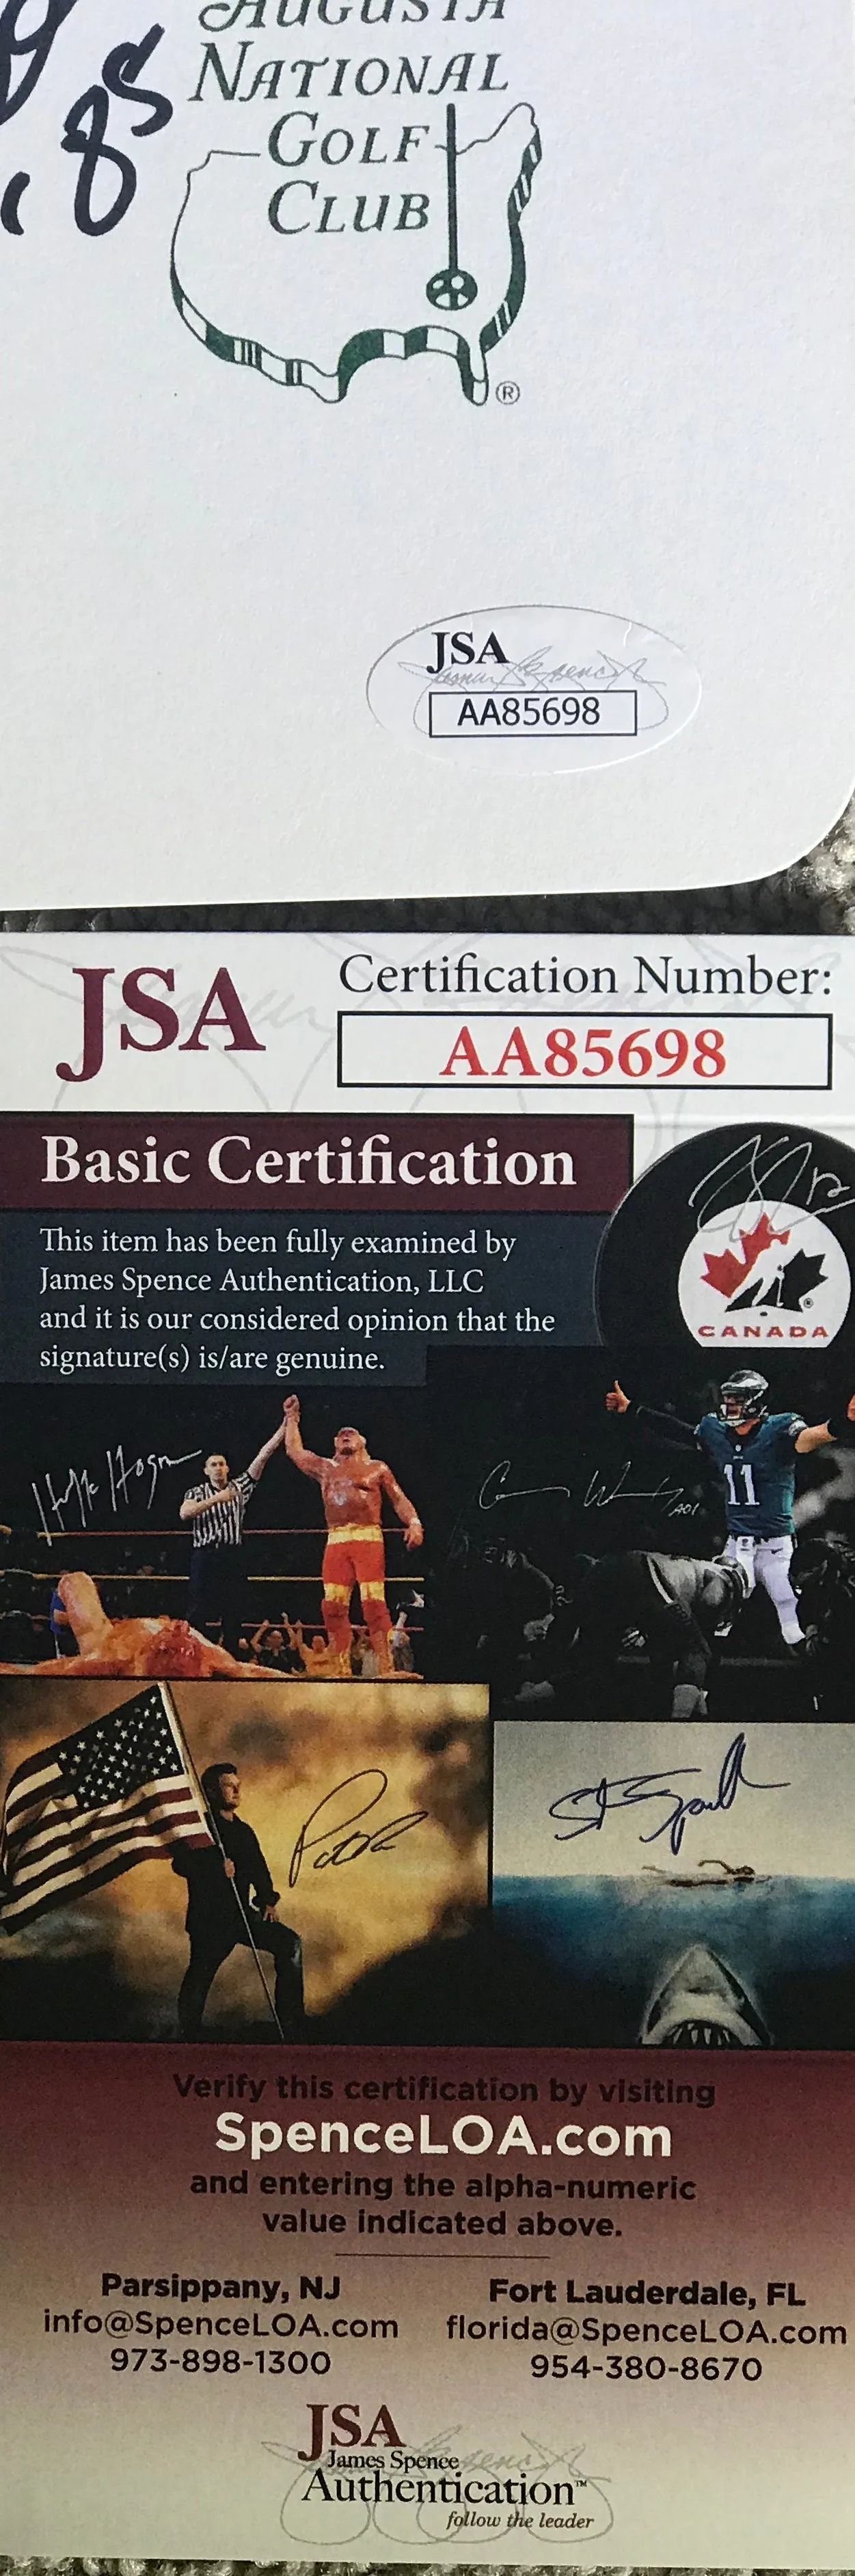 AUGUSTA
NATIONAL
GOLF
CLUB
85
8
®
JSA
AA85698
JSA
Certification Number:
AA85698
Basic Certification
This item has been fully examined by
James Spence Authentication, LLC
and it is our considered opinion that the
signature(s) is/are genuine.
CANADA
11
Verify this certification by visiting
SpenceLOA.com
and entering the alpha-numeric
value indicated above.
Parsippany, NJ
info@SpenceLOA.com
973-898-1300
Fort Lauderdale, FL
florida@SpenceLOA.com
954-380-8670
JSA
James Spence
Authentication™
follow the leader